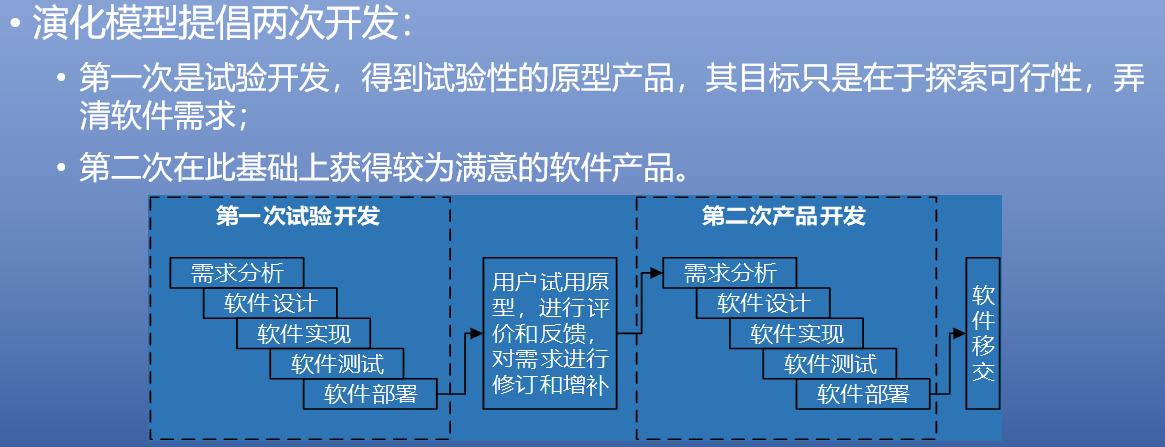 • 演化模型提倡两次开发：
• 第一次是试验开发，得到试验性的原型产品，其目标只是在于探索可行性，弄
清软件需求；
• 第二次在此基础上获得较为满意的软件产品。
第一次试验开发
需求分析
软件设计
软件实现
软件测试
软件部署
用户试用原
型，进行评
价和反馈，
对需求进行
修订和增补
第二次产品开发
需求分析
软件设计
软件实现
软件测试
软件部署
软
件
移
交